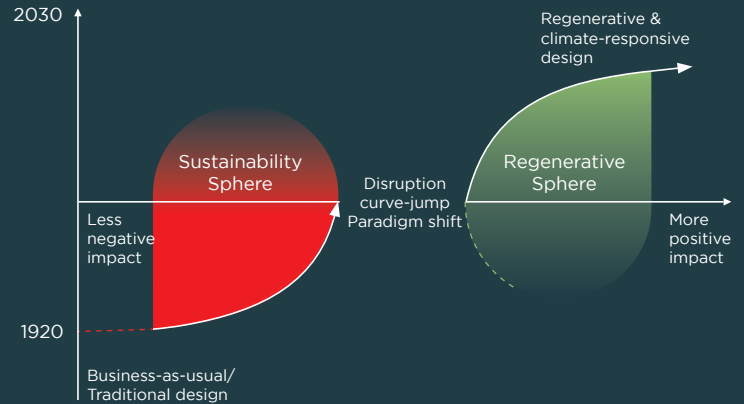 2030
Regenerative &
climate-responsive
design
Sustainability
Sphere
Regenerative
Sphere
Disruption
curve-jump
Paradigm shift
Less
negative
impact
More
positive
impact
1920
Business-as-usual/
Traditional design